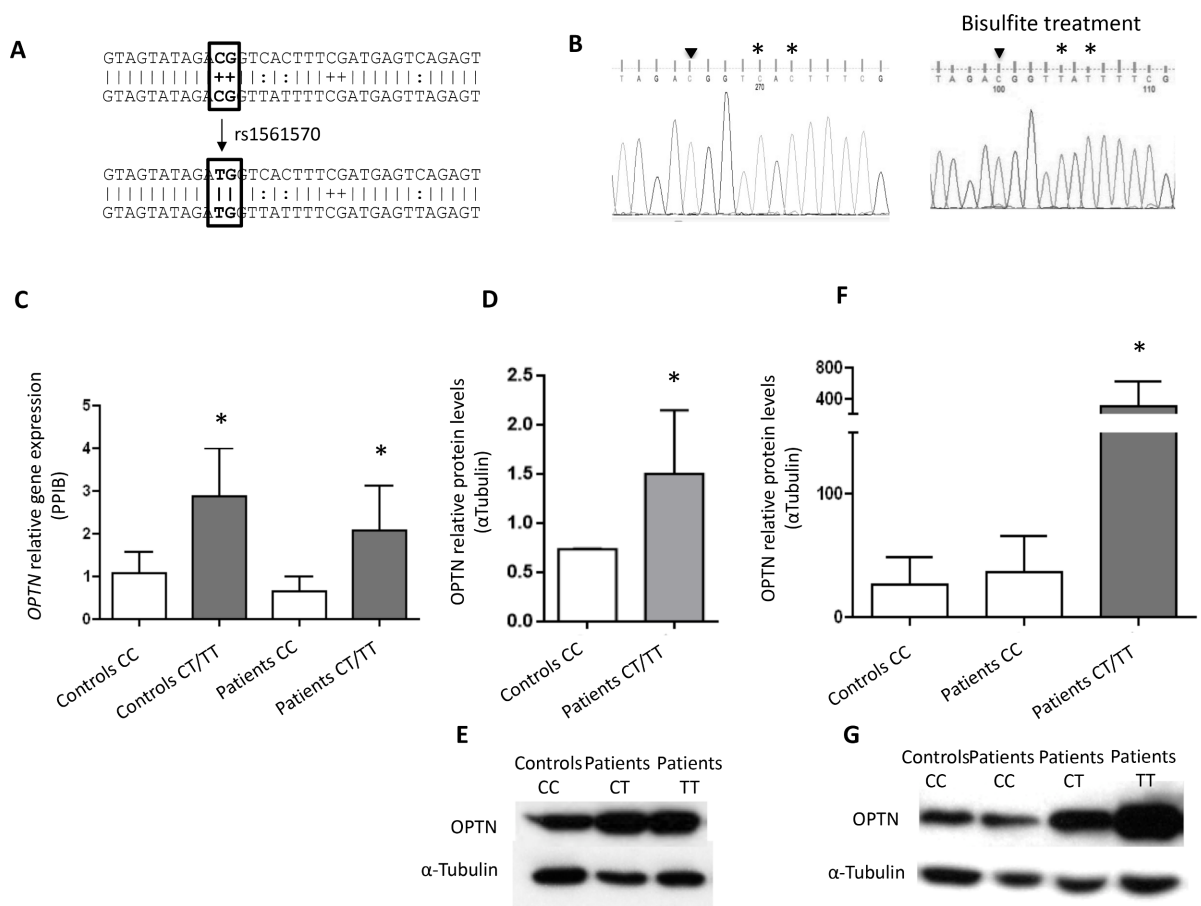 A
GTAGTATAGACGGTCACTTTCGATGAGTCAGAGT
||||||||||++||:|:||||++||||||:|||||
GTAGTATAGACGGTTATTTTCGATGAGTTAGAGT
rs1561570
GTAGTATAGATGGTCACTTTCGATGAGTCAGAGT
||||||||||||||:|:||||++||||||:|||||
GTAGTATAGATGGTTATTTTCGATGAGTTAGAGT
B
* *
T A G A C G G T C A C T T T C G
270
Bisulfite treatment
* *
T A G A C G G T T A T T T T C G
100 110
C
OPTN relative gene expression
(PPIB)
5
4
3
2
1
0
* *
Controls CC
Controls CT/TT
Patients CC
Patients CT/TT
D
OPTN relative protein levels
(αTubulin)
2.5
2.0
1.5
1.0
0.5
0.0
*
Controls CC
Patients CT/TT
F
OPTN relative protein levels
(αTubulin)
800
400
100
0
*
Controls CC
Patients CC
Patients CT/TT
E
Controls Patients Patients
CC CT TT
OPTN
α-Tubulin
G
Controls Patients Patients Patients
CC CC CT TT
OPTN
α-Tubulin